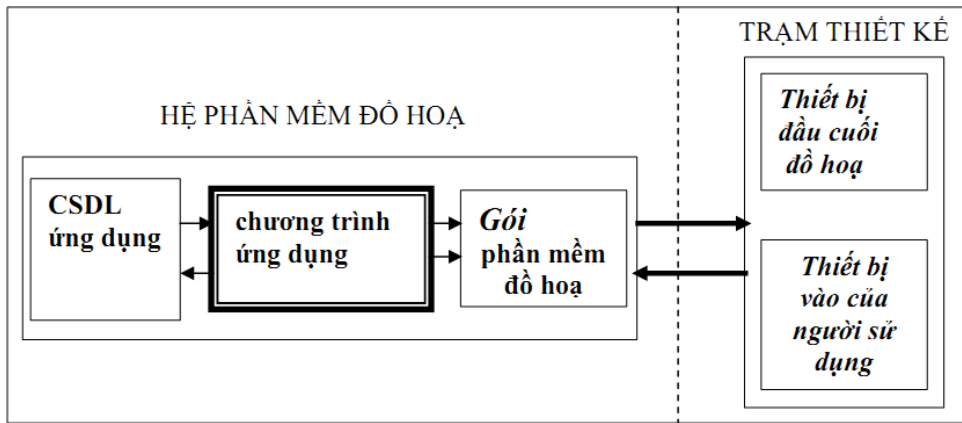 HỆ PHẦN MỀM ĐỒ HOẠ
CSDL
ứng dụng
chương trình
ứng dụng
Gói
phần mềm
đồ hoạ
TRẠM THIẾT KẾ
Thiết bị
đầu cuối
đồ hoạ
Thiết bị
vào của
người sử
dụng